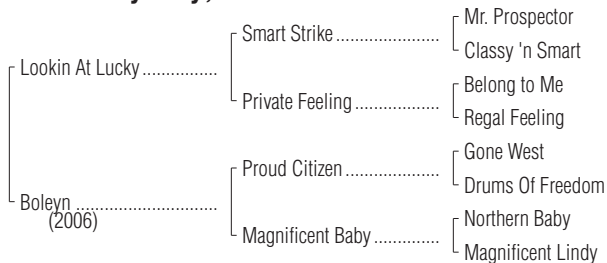 Mr. Prospector
Smart Strike ....................
Classy 'n Smart
Lookin At Lucky ...............
Belong to Me
Private Feeling ..................
Regal Feeling
Gone West
Proud Citizen ....................
Drums Of Freedom
Boleyn ............................
(2006)
Northern Baby
Magnificent Baby .............
Magnificent Lindy